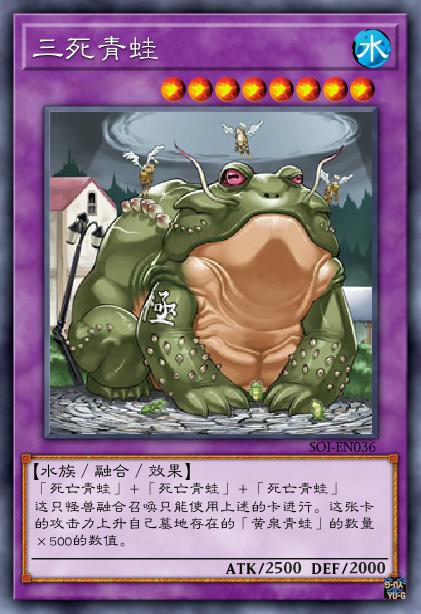 三死青蛙
水
極
SOI-EN036
【水族／融合／效果】
「死亡青蛙」+「死亡青蛙」+「死亡青蛙」
这只怪兽融合召唤只能使用上述的卡进行。这张卡
的攻击力上升自己墓地存在的「黄泉青蛙」的数量
×500的数值。
ATK/2500 DEF/2000
YU-G